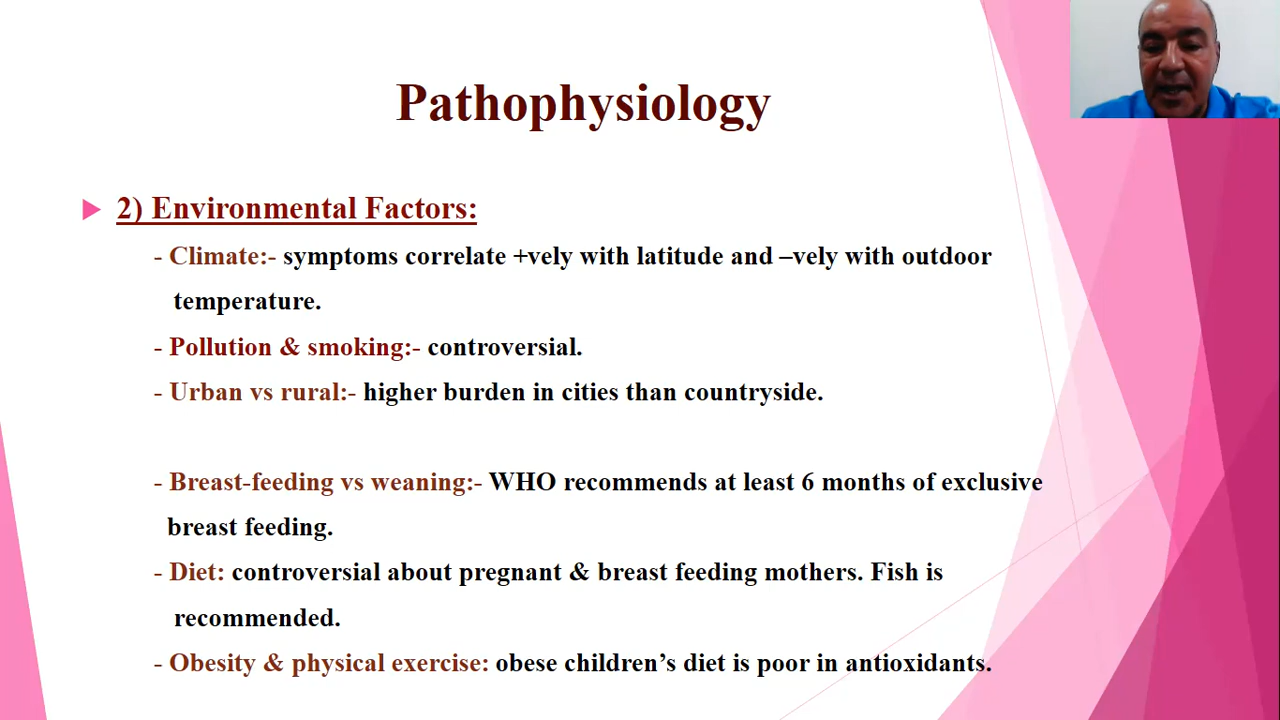 Pathophysiology
2) Environmental Factors:
- Climate:- symptoms correlate +vely with latitude and –vely with outdoor
temperature.
- Pollution & smoking:- controversial.
- Urban vs rural:- higher burden in cities than countryside.
- Breast-feeding vs weaning:- WHO recommends at least 6 months of exclusive
breast feeding.
- Diet: controversial about pregnant & breast feeding mothers. Fish is
recommended.
- Obesity & physical exercise: obese children’s diet is poor in antioxidants.